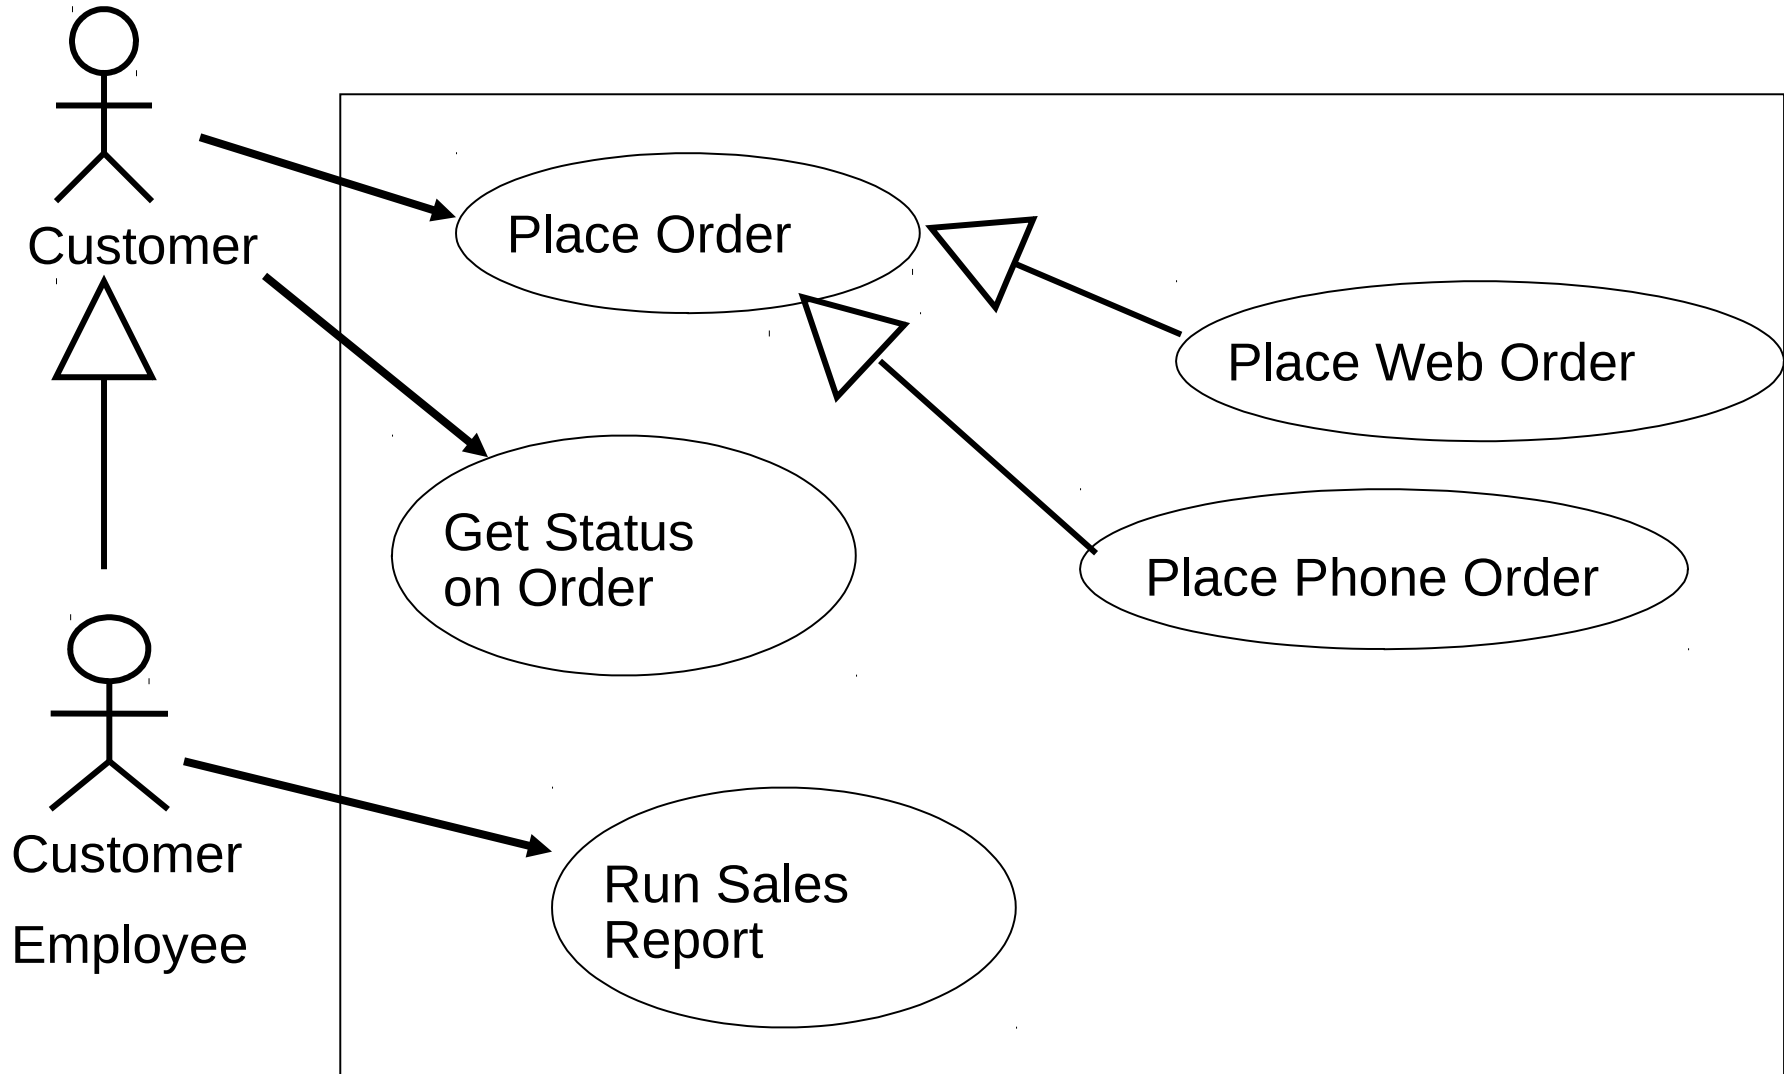 Customer
Place Order
Place Web Order
Get Status
on Order
Place Phone Order
Customer
Employee
Run Sales
Report